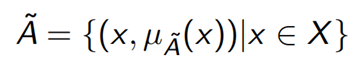 Ã = {(x, μ_Ã(x))|x ∈ X}